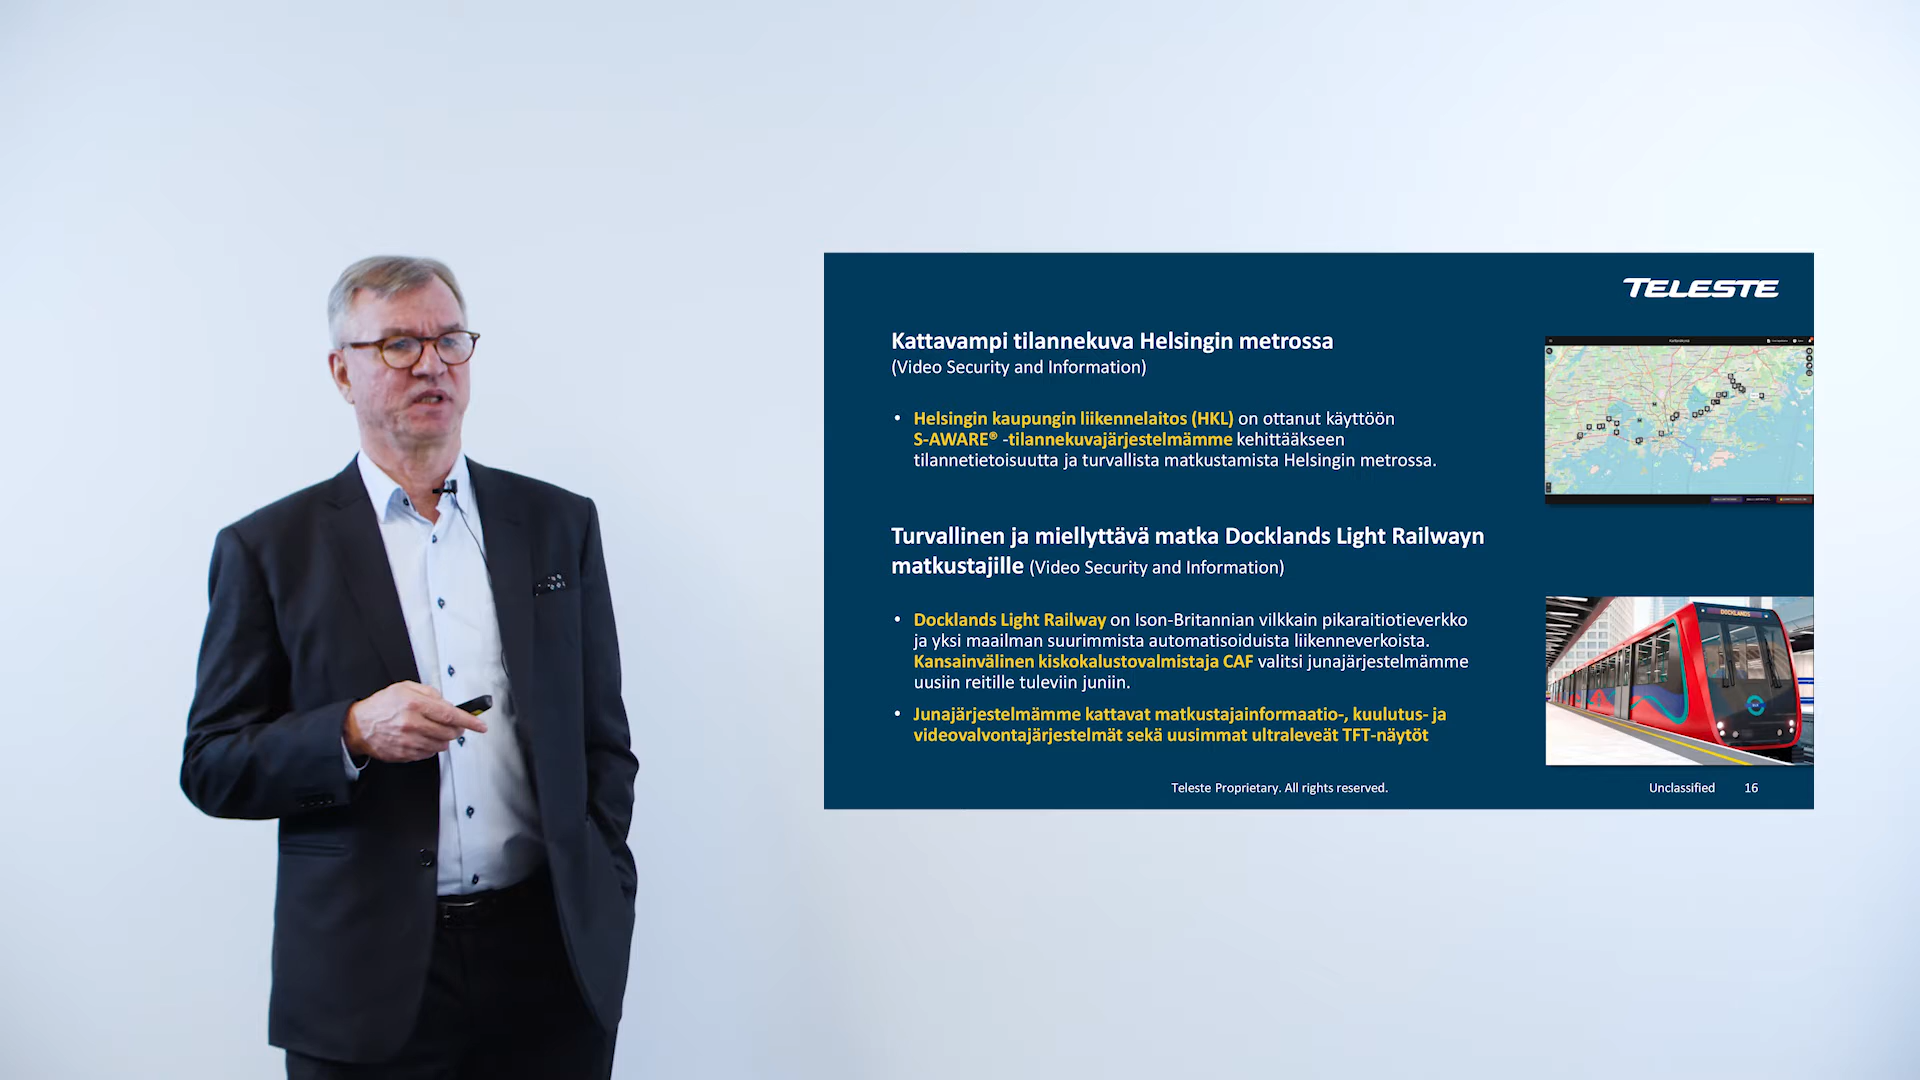 TELESTE
Kattavampi tilannekuva Helsingin metrossa
(Video Security and Information)
• Helsingin kaupungin liikennelaitos (HKL) on ottanut käyttöön
S-AWARE® -tilannekuvajärjestelmämme kehittääkseen
tilannetietoisuutta ja turvallista matkustamista Helsingin metrossa.
Turvallinen ja miellyttävä matka Docklands Light Railwayn
matkustajille (Video Security and Information)
• Docklands Light Railway on Ison-Britannian vilkkain pikaraitiotieverkko
ja yksi maailman suurimmista automatisoiduista liikenneverkoista.
Kansainvälinen kiskokalustovalmistaja CAF valitsi junajärjestelmämme
uusiin reitille tuleviin juniin.
• Junajärjestelmämme kattavat matkustajainformaatio-, kuulutus- ja
videovalvontajärjestelmät sekä uusimmat ultraleveät TFT-näytöt
DOCKLANDS
Teleste Proprietary. All rights reserved.
Unclassified 16